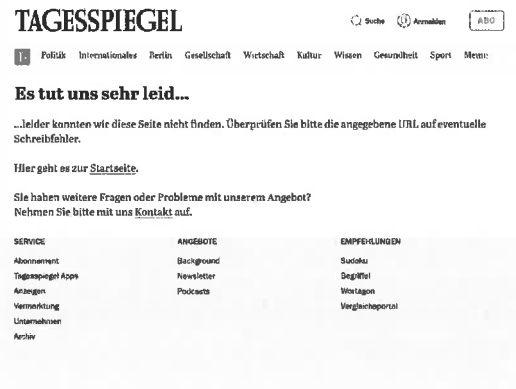 TAGESSPIEGEL
Suche Anmelden ABO
T+ Politik Internationales Berlin Gesellschaft Wirtschaft Kultur Wissen Gesundheit Sport Meinu
Es tut uns sehr leid...
...leider konnten wir diese Seite nicht finden. Überprüfen Sie bitte die angegebene URL auf eventuelle
Schreibfehler.
Hier geht es zur Startseite.
Sie haben weitere Fragen oder Probleme mit unserem Angebot?
Nehmen Sie bitte mit uns Kontakt auf.
SERVICE ANGEBOTE EMPFEHLUNGEN
Abonnement Background Sudoku
Tagesspiegel Apps Newsletter Begriffel
Anzeigen Podcasts Wortagon
Vermarktung Vergleichsportal
Unternehmen
Archiv